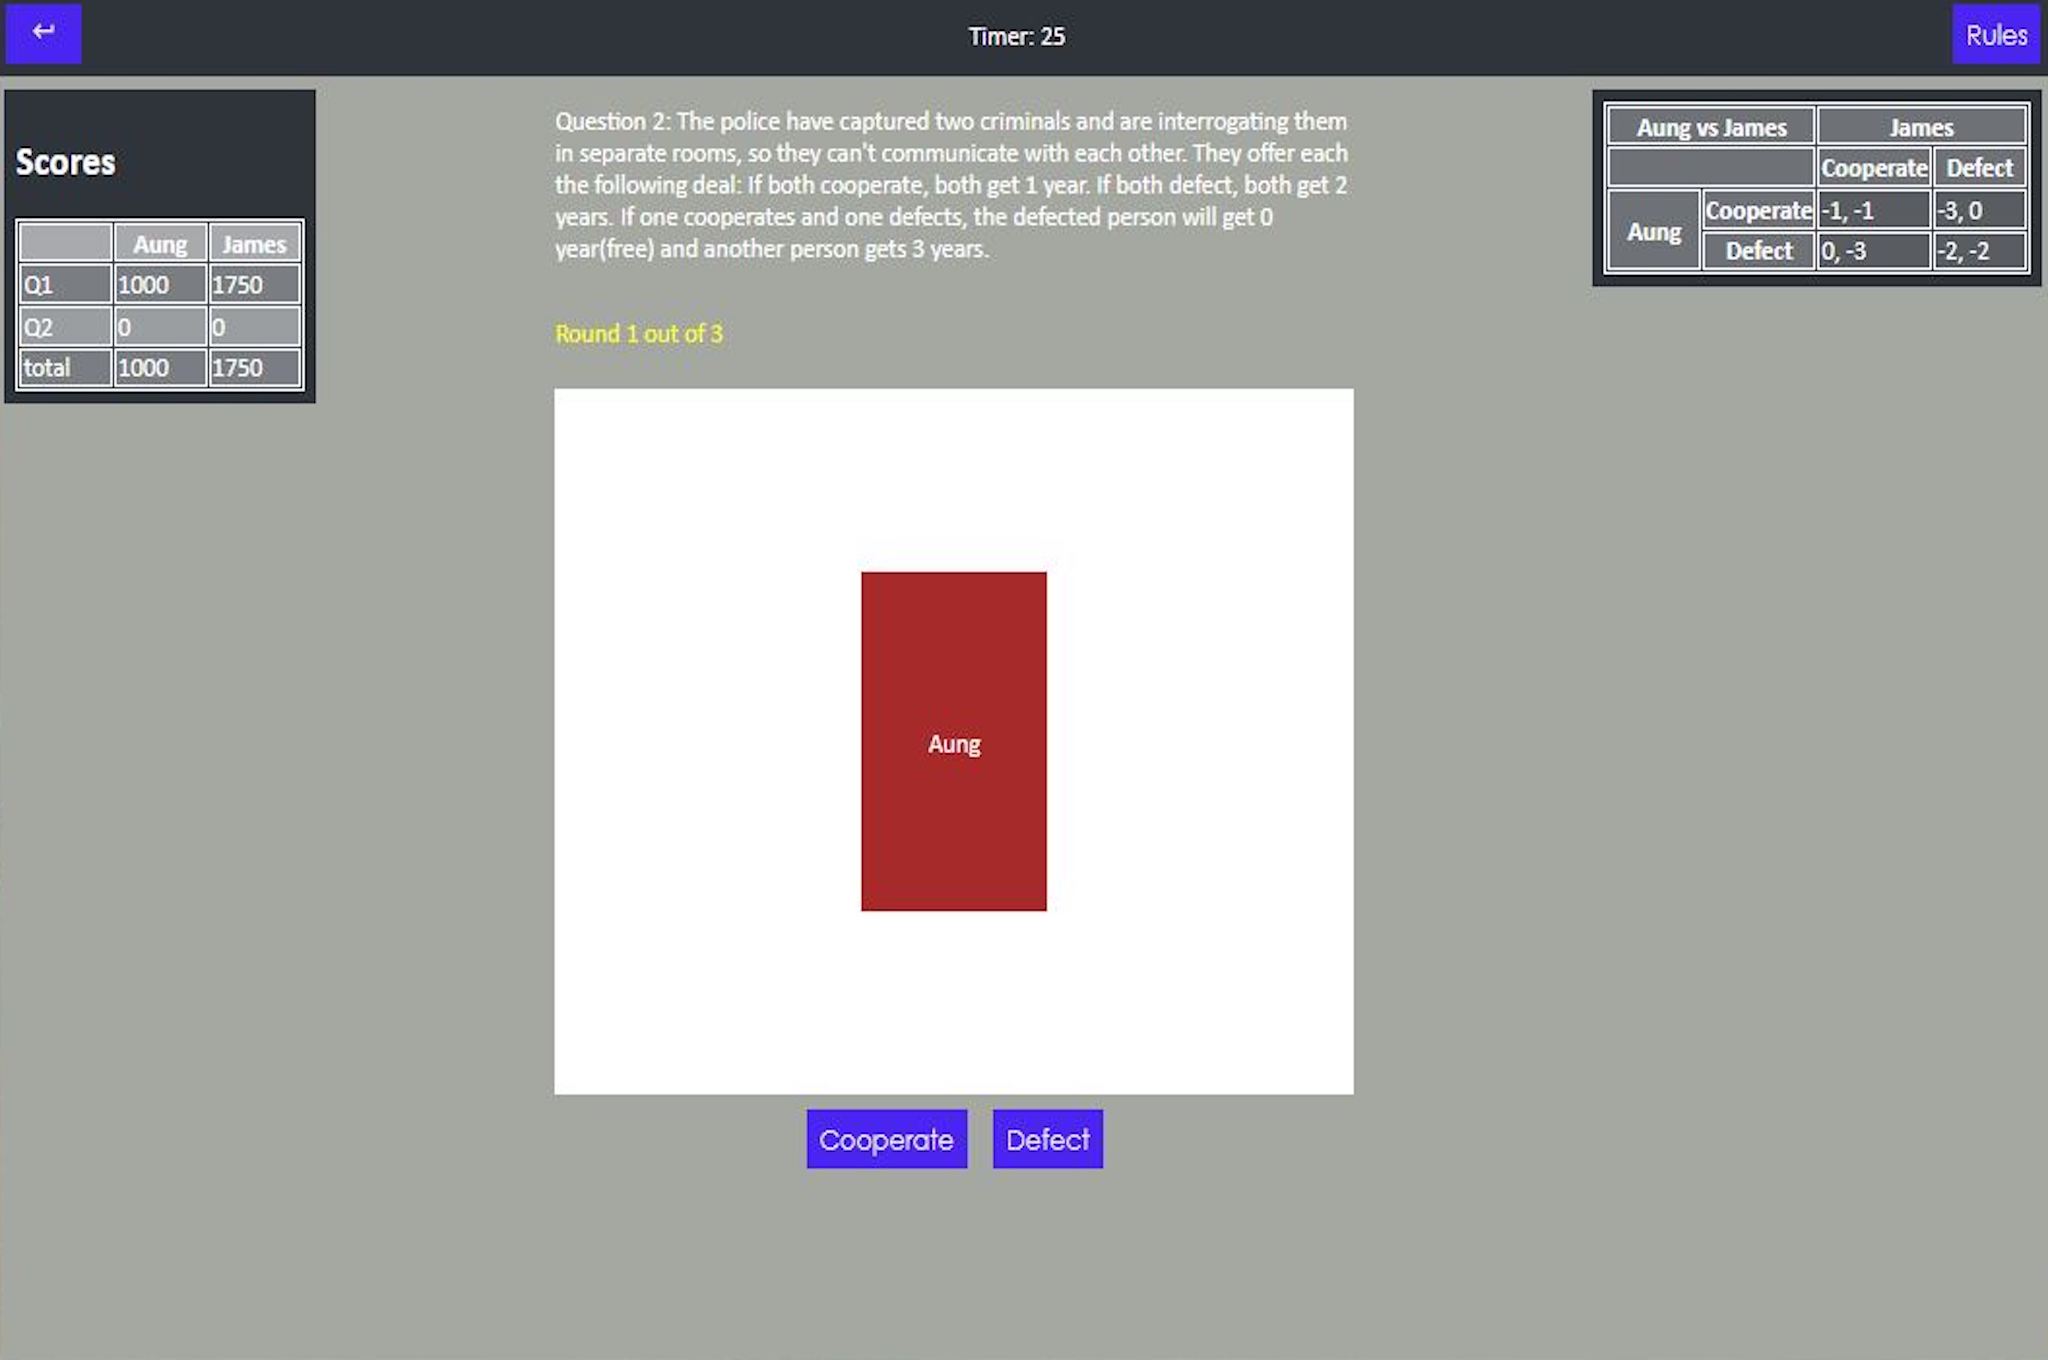 ↵
Timer: 25
Rules
Scores
Aung James
Q1 1000 1750
Q2 0 0
total 1000 1750
Question 2: The police have captured two criminals and are interrogating them
in separate rooms, so they can't communicate with each other. They offer each
the following deal: If both cooperate, both get 1 year. If both defect, both get 2
years. If one cooperates and one defects, the defected person will get 0
year(free) and another person gets 3 years.
Round 1 out of 3
Aung
Cooperate Defect
Aung vs James James
Cooperate Defect
Aung Cooperate -1, -1 -3, 0
Defect 0, -3 -2, -2